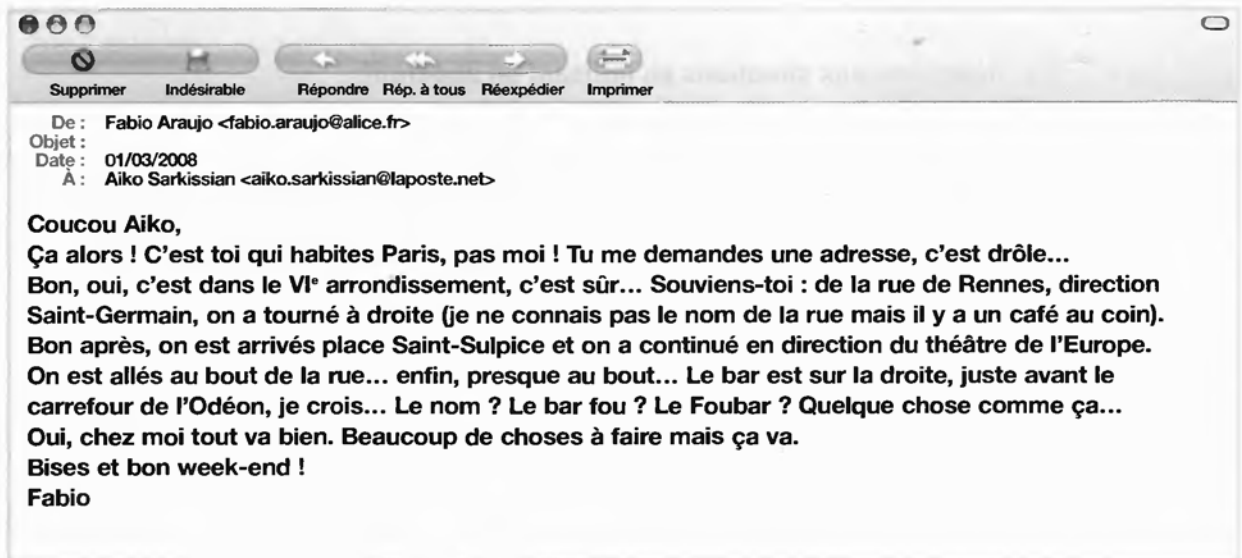 Supprimer Indésirable Répondre Rép. à tous Réexpédier Imprimer
De : Fabio Araujo <fabio.araujo@alice.fr>
Objet :
Date : 01/03/2008
À : Aiko Sarkissian <aiko.sarkissian@laposte.net>
Coucou Aiko,
Ça alors ! C'est toi qui habites Paris, pas moi ! Tu me demandes une adresse, c'est drôle...
Bon, oui, c'est dans le VIe arrondissement, c'est sûr... Souviens-toi : de la rue de Rennes, direction
Saint-Germain, on a tourné à droite (je ne connais pas le nom de la rue mais il y a un café au coin).
Bon après, on est arrivés place Saint-Sulpice et on a continué en direction du théâtre de l'Europe.
On est allés au bout de la rue... enfin, presque au bout... Le bar est sur la droite, juste avant le
carrefour de l'Odéon, je crois... Le nom ? Le bar fou ? Le Foubar ? Quelque chose comme ça...
Oui, chez moi tout va bien. Beaucoup de choses à faire mais ça va.
Bises et bon week-end !
Fabio